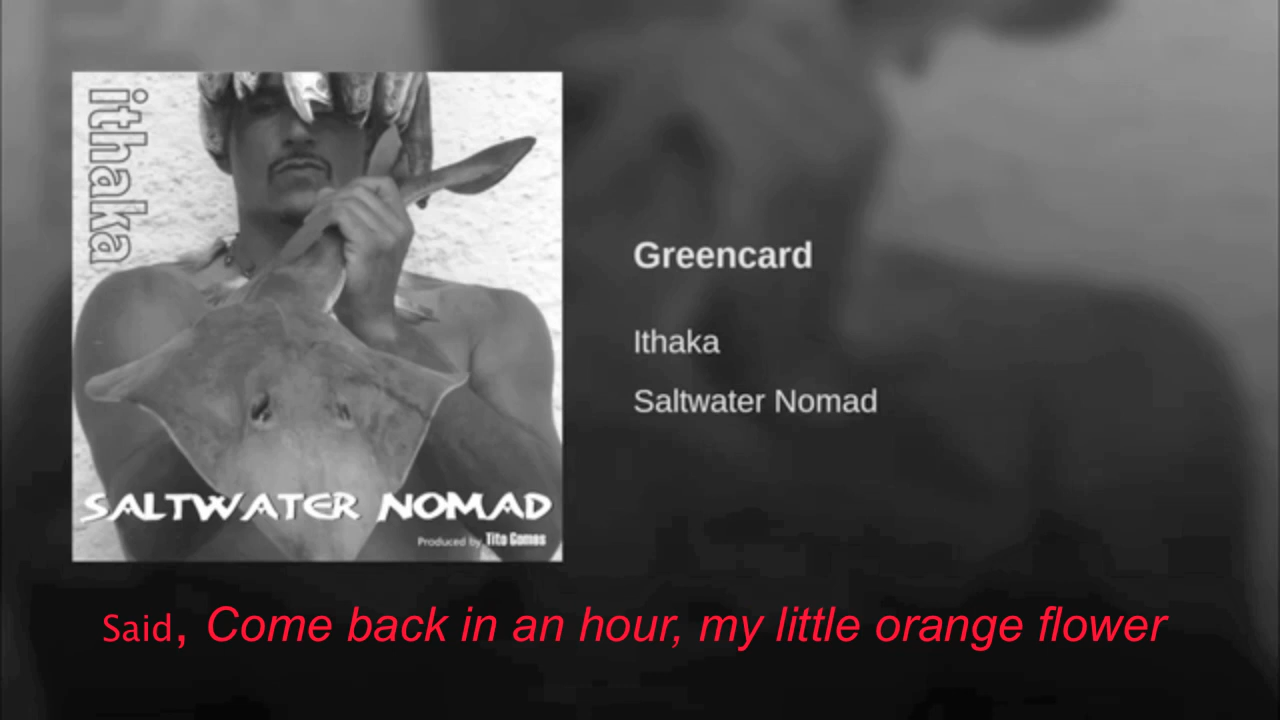 ithaka
SALTWATER NOMAD
Produced by Tito Gomes
Greencard
Ithaka
Saltwater Nomad
Said, Come back in an hour, my little orange flower